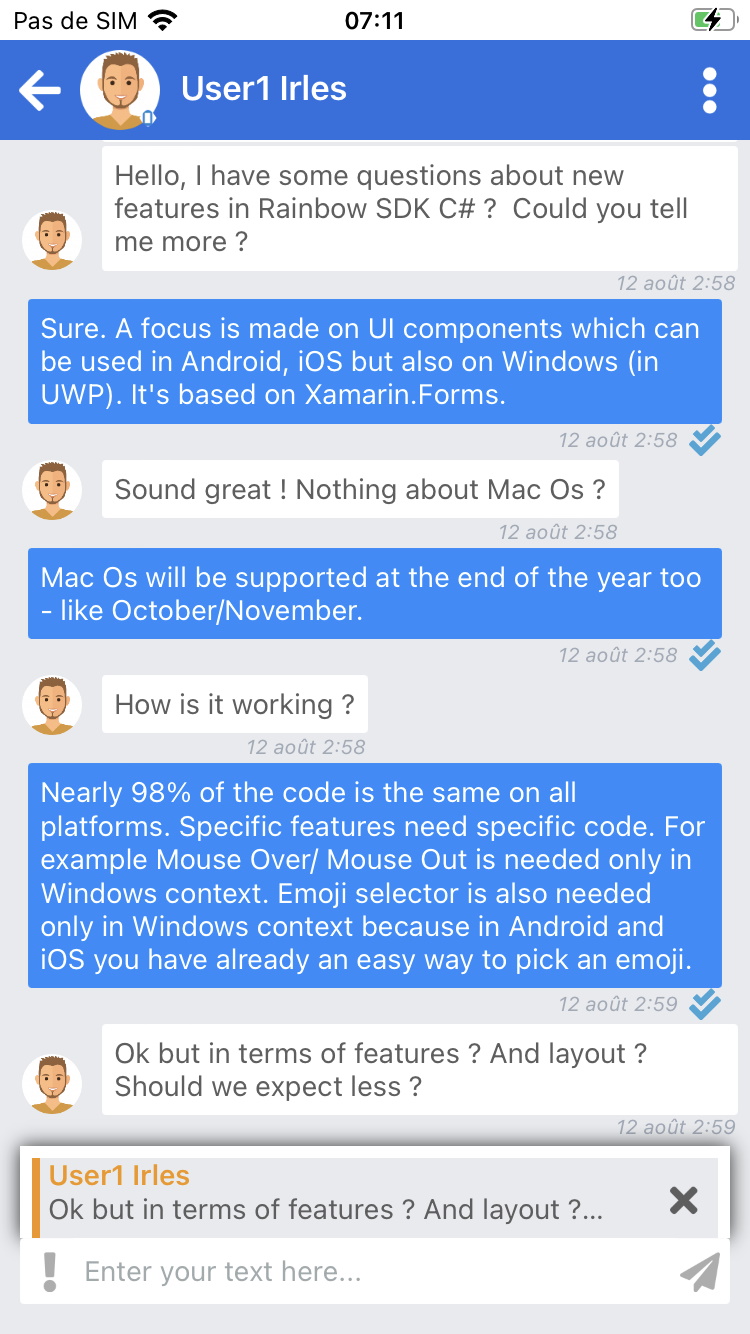 Pas de SIM
07:11
User1 Irles
Hello, I have some questions about new
features in Rainbow SDK C# ?  Could you tell
me more ?
12 août 2:58
Sure. A focus is made on UI components which can
be used in Android, iOS but also on Windows (in
UWP). It's based on Xamarin.Forms.
12 août 2:58
Sound great ! Nothing about Mac Os ?
12 août 2:58
Mac Os will be supported at the end of the year too
- like October/November.
12 août 2:58
How is it working ?
12 août 2:58
Nearly 98% of the code is the same on all
platforms. Specific features need specific code. For
example Mouse Over/ Mouse Out is needed only in
Windows context. Emoji selector is also needed
only in Windows context because in Android and
iOS you have already an easy way to pick an emoji.
12 août 2:59
Ok but in terms of features ? And layout ?
Should we expect less ?
12 août 2:59
User1 Irles
Ok but in terms of features ? And layout ?...
Enter your text here...